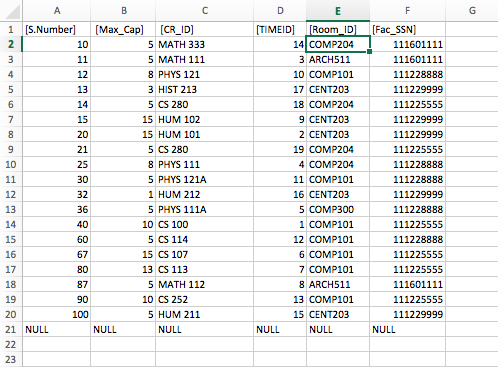 A B C D E F G
1 [S.Number] [Max_Cap] [CR_ID] [TIMEID] [Room_ID] [Fac_SSN]
2 10 5 MATH 333 14 COMP204 111601111
3 11 5 MATH 111 3 ARCH511 111601111
4 12 8 PHYS 121 10 COMP101 111228888
5 13 3 HIST 213 17 CENT203 111229999
6 14 5 CS 280 18 COMP204 111225555
7 15 15 HUM 102 9 CENT203 111229999
8 20 15 HUM 101 2 CENT203 111229999
9 21 5 CS 280 19 COMP204 111225555
10 25 8 PHYS 111 4 COMP204 111228888
11 30 5 PHYS 121A 11 COMP101 111228888
12 32 1 HUM 212 16 CENT203 111229999
13 36 5 PHYS 111A 5 COMP300 111228888
14 40 10 CS 100 1 COMP101 111225555
15 60 5 CS 114 12 COMP101 111228888
16 67 15 CS 107 6 COMP101 111225555
17 80 13 CS 113 7 COMP101 111225555
18 87 5 MATH 112 8 ARCH511 111601111
19 90 10 CS 252 13 COMP101 111225555
20 100 5 HUM 211 15 CENT203 111229999
21 NULL NULL NULL NULL NULL NULL
22
23